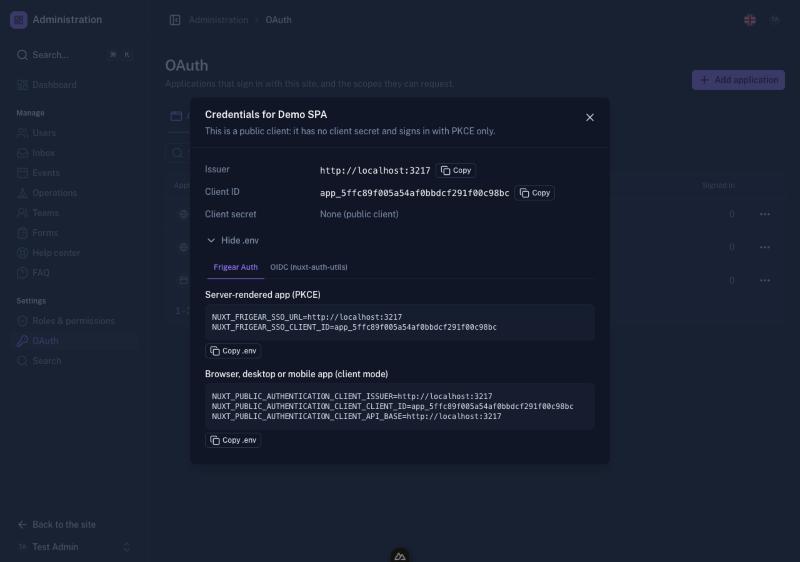 Administration
Administration > OAuth
TA
Search...
⌘ K
Dashboard
Manage
Users
Inbox
Events
Operations
Teams
Forms
Help center
FAQ
Settings
Roles & permissions
OAuth
Search
Back to the site
TA Test Admin
OAuth
Applications that sign in with this site, and the scopes they can request.
+ Add application
Signed in
0
0
0
Credentials for Demo SPA
This is a public client: it has no client secret and signs in with PKCE only.
Issuer http://localhost:3217 Copy
Client ID app_5ffc89f005a54af0bbdcf291f00c98bc Copy
Client secret None (public client)
Hide .env
Frigear Auth OIDC (nuxt-auth-utils)
Server-rendered app (PKCE)
NUXT_FRIGEAR_SSO_URL=http://localhost:3217
NUXT_FRIGEAR_SSO_CLIENT_ID=app_5ffc89f005a54af0bbdcf291f00c98bc
Copy .env
Browser, desktop or mobile app (client mode)
NUXT_PUBLIC_AUTHENTICATION_CLIENT_ISSUER=http://localhost:3217
NUXT_PUBLIC_AUTHENTICATION_CLIENT_CLIENT_ID=app_5ffc89f005a54af0bbdcf291f00c98bc
NUXT_PUBLIC_AUTHENTICATION_CLIENT_API_BASE=http://localhost:3217
Copy .env